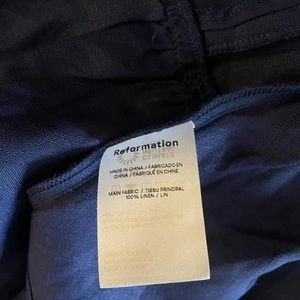 Reformation
MADE IN CHINA / FABRICADO EN
CHINA / FABRIQUÉ EN CHINE
MAIN FABRIC / TISSU PRINCIPAL
100% LINEN / LIN